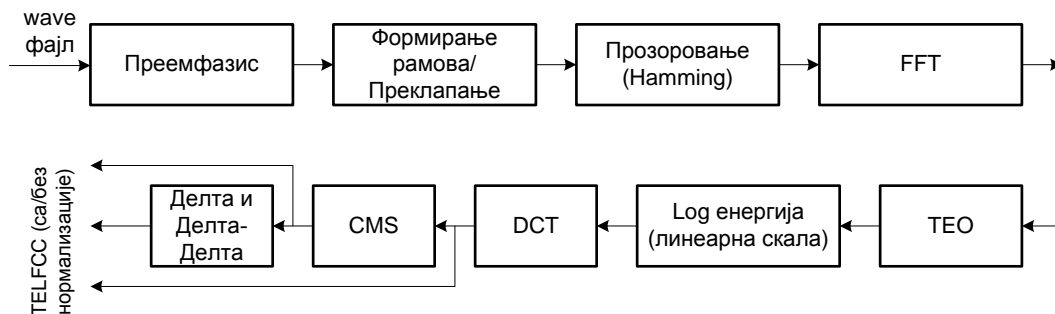 wave
фајл
Преемфазис
Формирање
рамова/
Преклапање
Прозоровање
(Hamming)
FFT
TELFCC (са/без
нормализације)
Делта и
Делта-
Делта
CMS
DCT
Log енергија
(линеарна скала)
TEO